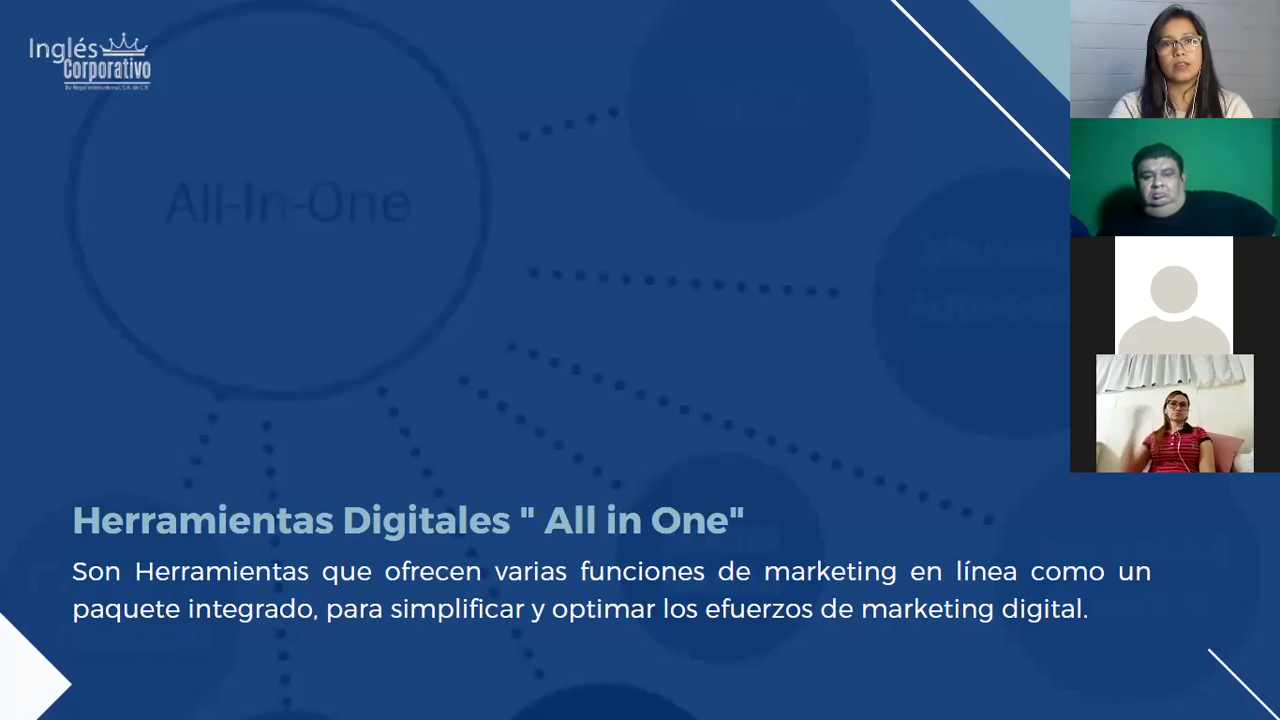 Inglés
Corporativo
All-In-One
SEO
Herramientas Digitales " All in One"
Son Herramientas que ofrecen varias funciones de marketing en línea como un
paquete integrado, para simplificar y optimar los efuerzos de marketing digital.